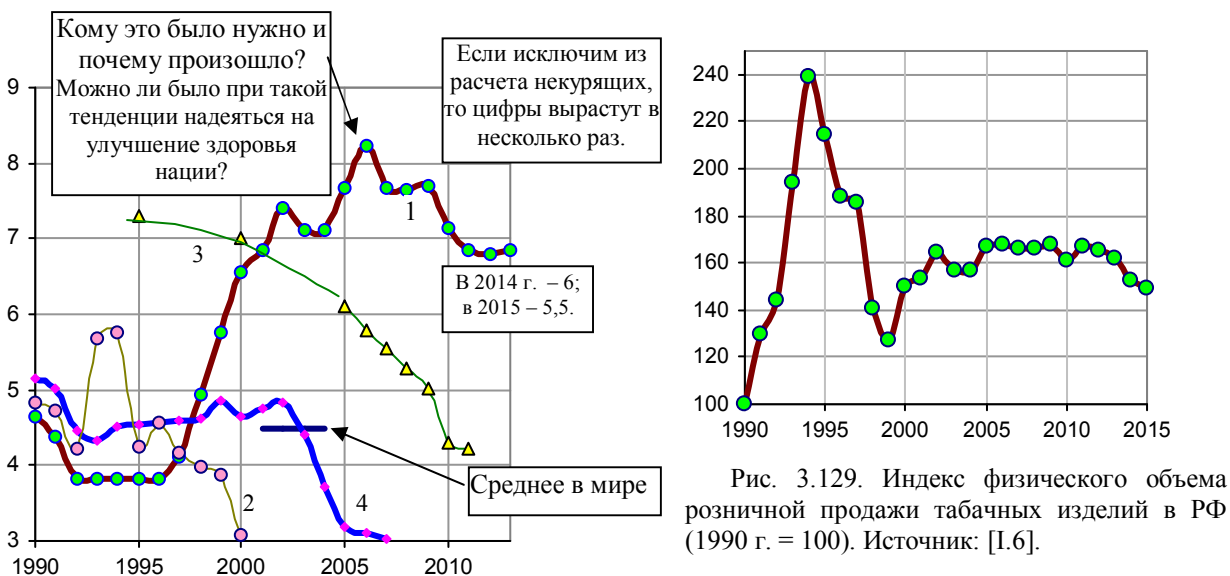 Кому это было нужно и
почему произошло?
Можно ли было при такой
тенденции надеяться на
улучшение здоровья
нации?
Если исключим из
расчета некурящих,
то цифры вырастут в
несколько раз.
9
8
7
6
5
4
3
1
3
В 2014 г. – 6;
в 2015 – 5,5.
2
4
Среднее в мире
1990 1995 2000 2005 2010
240
220
200
180
160
140
120
100
1990 1995 2000 2005 2010 2015
Рис. 3.129. Индекс физического объема
розничной продажи табачных изделий в РФ
(1990 г. = 100). Источник: [I.6].